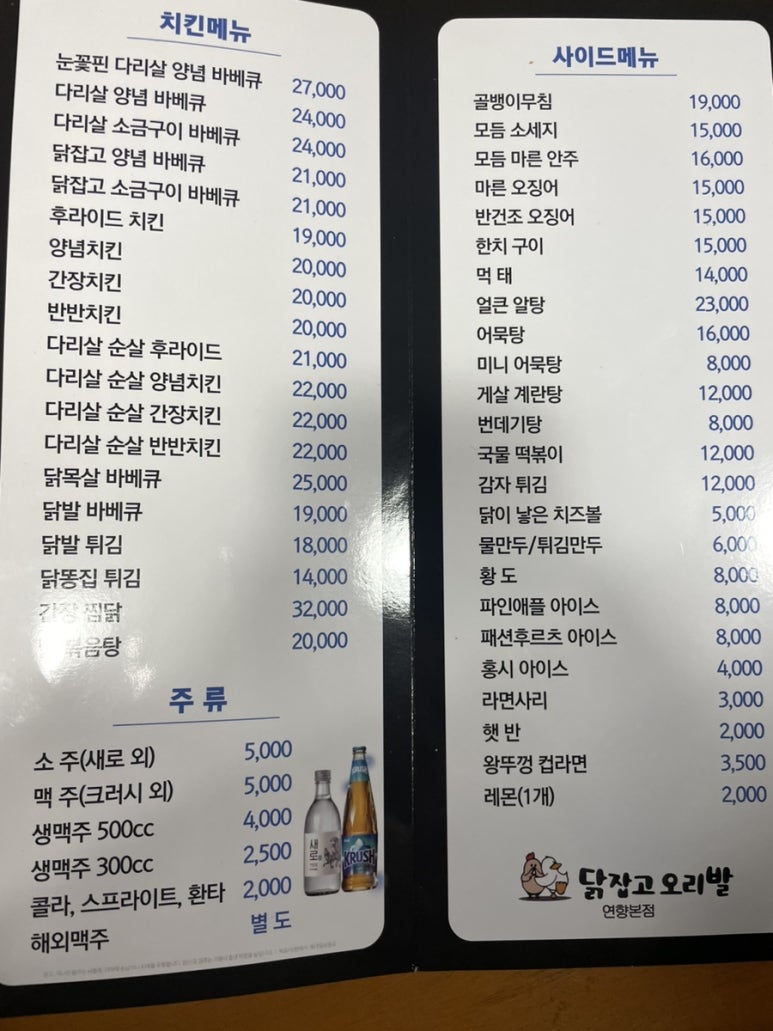 치킨메뉴
눈꽃핀 다리살 양념 바베큐 27,000
다리살 양념 바베큐 24,000
다리살 소금구이 바베큐 24,000
닭잡고 양념 바베큐 21,000
닭잡고 소금구이 바베큐 21,000
후라이드 치킨 19,000
양념치킨 20,000
간장치킨 20,000
반반치킨 20,000
다리살 순살 후라이드 21,000
다리살 순살 양념치킨 22,000
다리살 순살 간장치킨 22,000
다리살 순살 반반치킨 22,000
닭목살 바베큐 25,000
닭발 바베큐 19,000
닭발 튀김 18,000
닭똥집 튀김 14,000
간장 찜닭 32,000
20,000
주 류
소 주(새로 외) 5,000
맥 주(크러시 외) 5,000
생맥주 500cc 4,000
생맥주 300cc 2,500
콜라, 스프라이트, 환타 2,000
해외맥주 별 도
새로
KRUSH
사이드메뉴
골뱅이무침 19,000
모듬 소세지 15,000
모듬 마른 안주 16,000
마른 오징어 15,000
반건조 오징어 15,000
한치 구이 15,000
먹 태 14,000
얼큰 알탕 23,000
어묵탕 16,000
미니 어묵탕 8,000
게살 계란탕 12,000
번데기탕 8,000
국물 떡볶이 12,000
감자 튀김 12,000
닭이 낳은 치즈볼 5,000
물만두/튀김만두 6,000
황 도 8,000
파인애플 아이스 8,000
패션후르츠 아이스 8,000
홍시 아이스 4,000
라면사리 3,000
햇 반 2,000
왕뚜껑 컵라면 3,500
레몬(1개) 2,000
닭잡고 오리발
연향본점